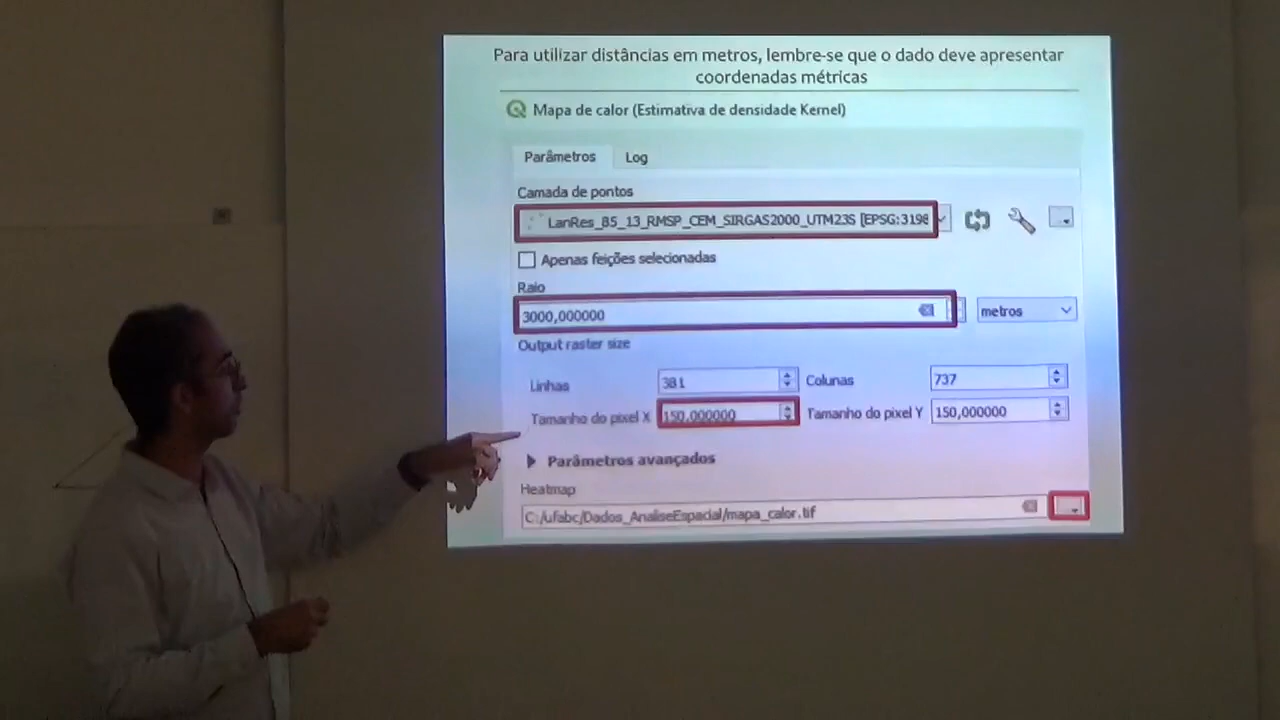 Para utilizar distâncias em metros, lembre-se que o dado deve apresentar
coordenadas métricas
Mapa de calor (Estimativa de densidade Kernel)
Parâmetros Log
Camada de pontos
LanRes_85_13_RMSP_CEM_SIRGAS2000_UTM23S [EPSG:3198
Apenas feições selecionadas
Raio
3000,000000 metros
Output raster size
Linhas 381 Colunas 737
Tamanho do pixel X 150,000000 Tamanho do pixel Y 150,000000
Parâmetros avançados
Heatmap
C:/ufabc/Dados_AnaliseEspacial/mapa_calor.tif